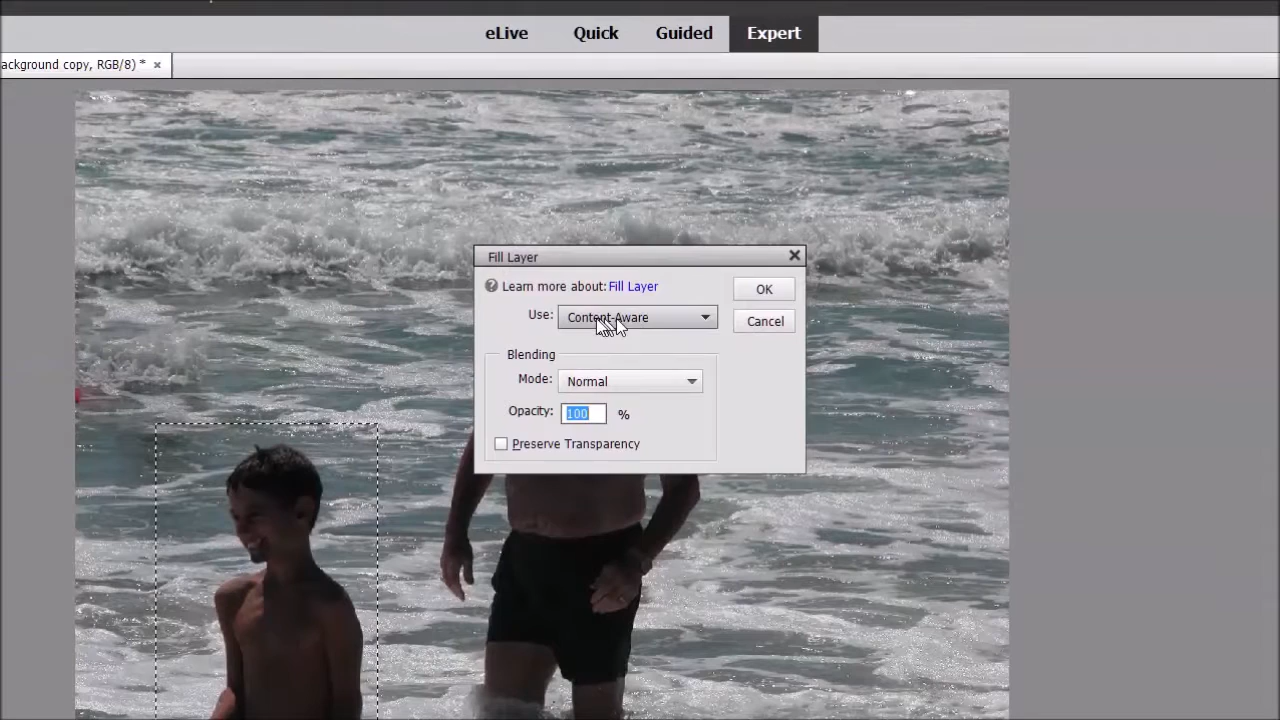 eLive Quick Guided Expert
ackground copy, RGB/8) * ×
Fill Layer
Learn more about: Fill Layer
OK
Use: Content-Aware
Cancel
Blending
Mode: Normal
Opacity: 100 %
Preserve Transparency